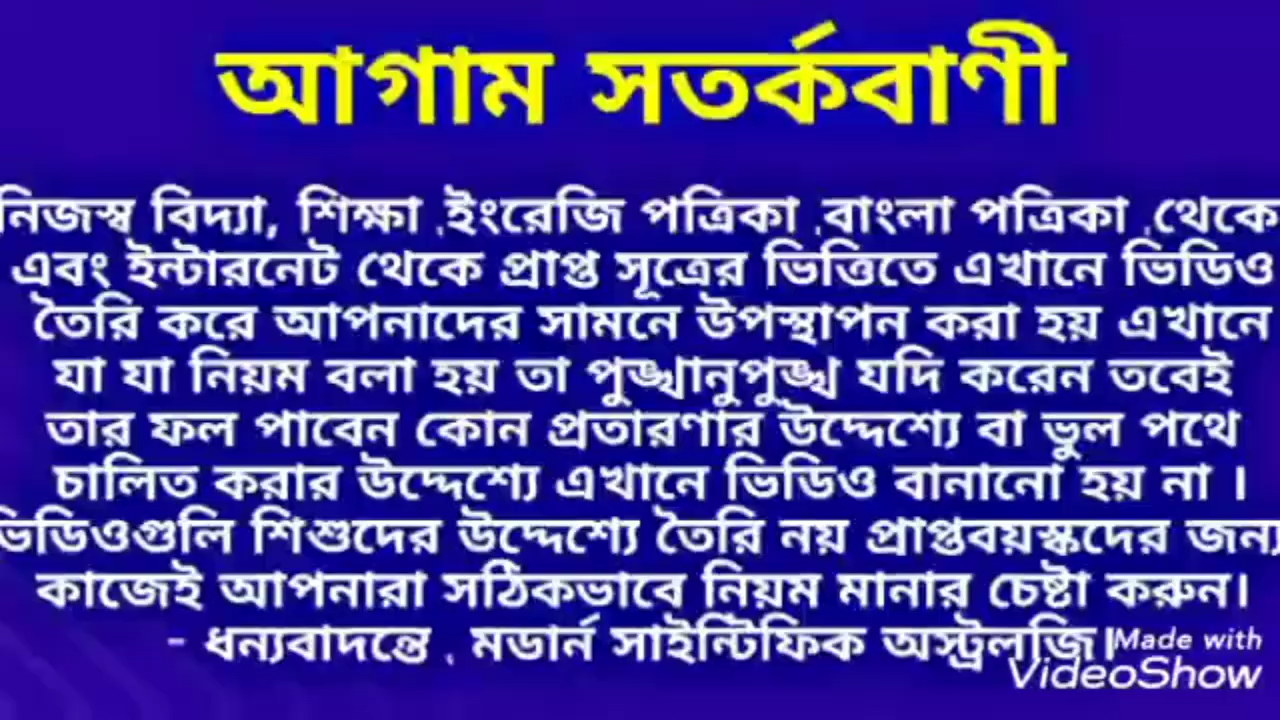 আগাম সতর্কবাণী
নিজস্ব বিদ্যা, শিক্ষা ,ইংরেজি পত্রিকা ,বাংলা পত্রিকা ,থেকে
এবং ইন্টারনেট থেকে প্রাপ্ত সূত্রের ভিত্তিতে এখানে ভিডিও
তৈরি করে আপনাদের সামনে উপস্থাপন করা হয় এখানে
যা যা নিয়ম বলা হয় তা পুঙ্খানুপুঙ্খ যদি করেন তবেই
তার ফল পাবেন কোন প্রতারণার উদ্দেশ্যে বা ভুল পথে
চালিত করার উদ্দেশ্যে এখানে ভিডিও বানানো হয় না ।
ভিডিওগুলি শিশুদের উদ্দেশ্যে তৈরি নয় প্রাপ্তবয়স্কদের জন্য
কাজেই আপনারা সঠিকভাবে নিয়ম মানার চেষ্টা করুন।
- ধন্যবাদন্তে , মডার্ন সাইন্টিফিক অস্ট্রলজি।
Made with
VideoShow